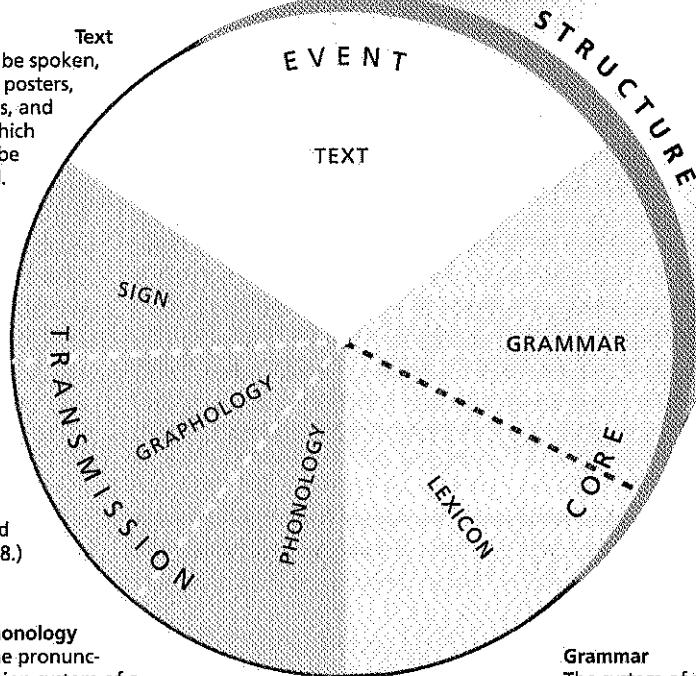 STRUCTURE
Text
be spoken,
posters,
s, and
hich
be
EVENT
TEXT
SIGN
TRANSMISSION
GRAPHOLOGY
PHONOLOGY
GRAMMAR
CORE
LEXICON
d
8.)
onology
e pronunc-
Grammar